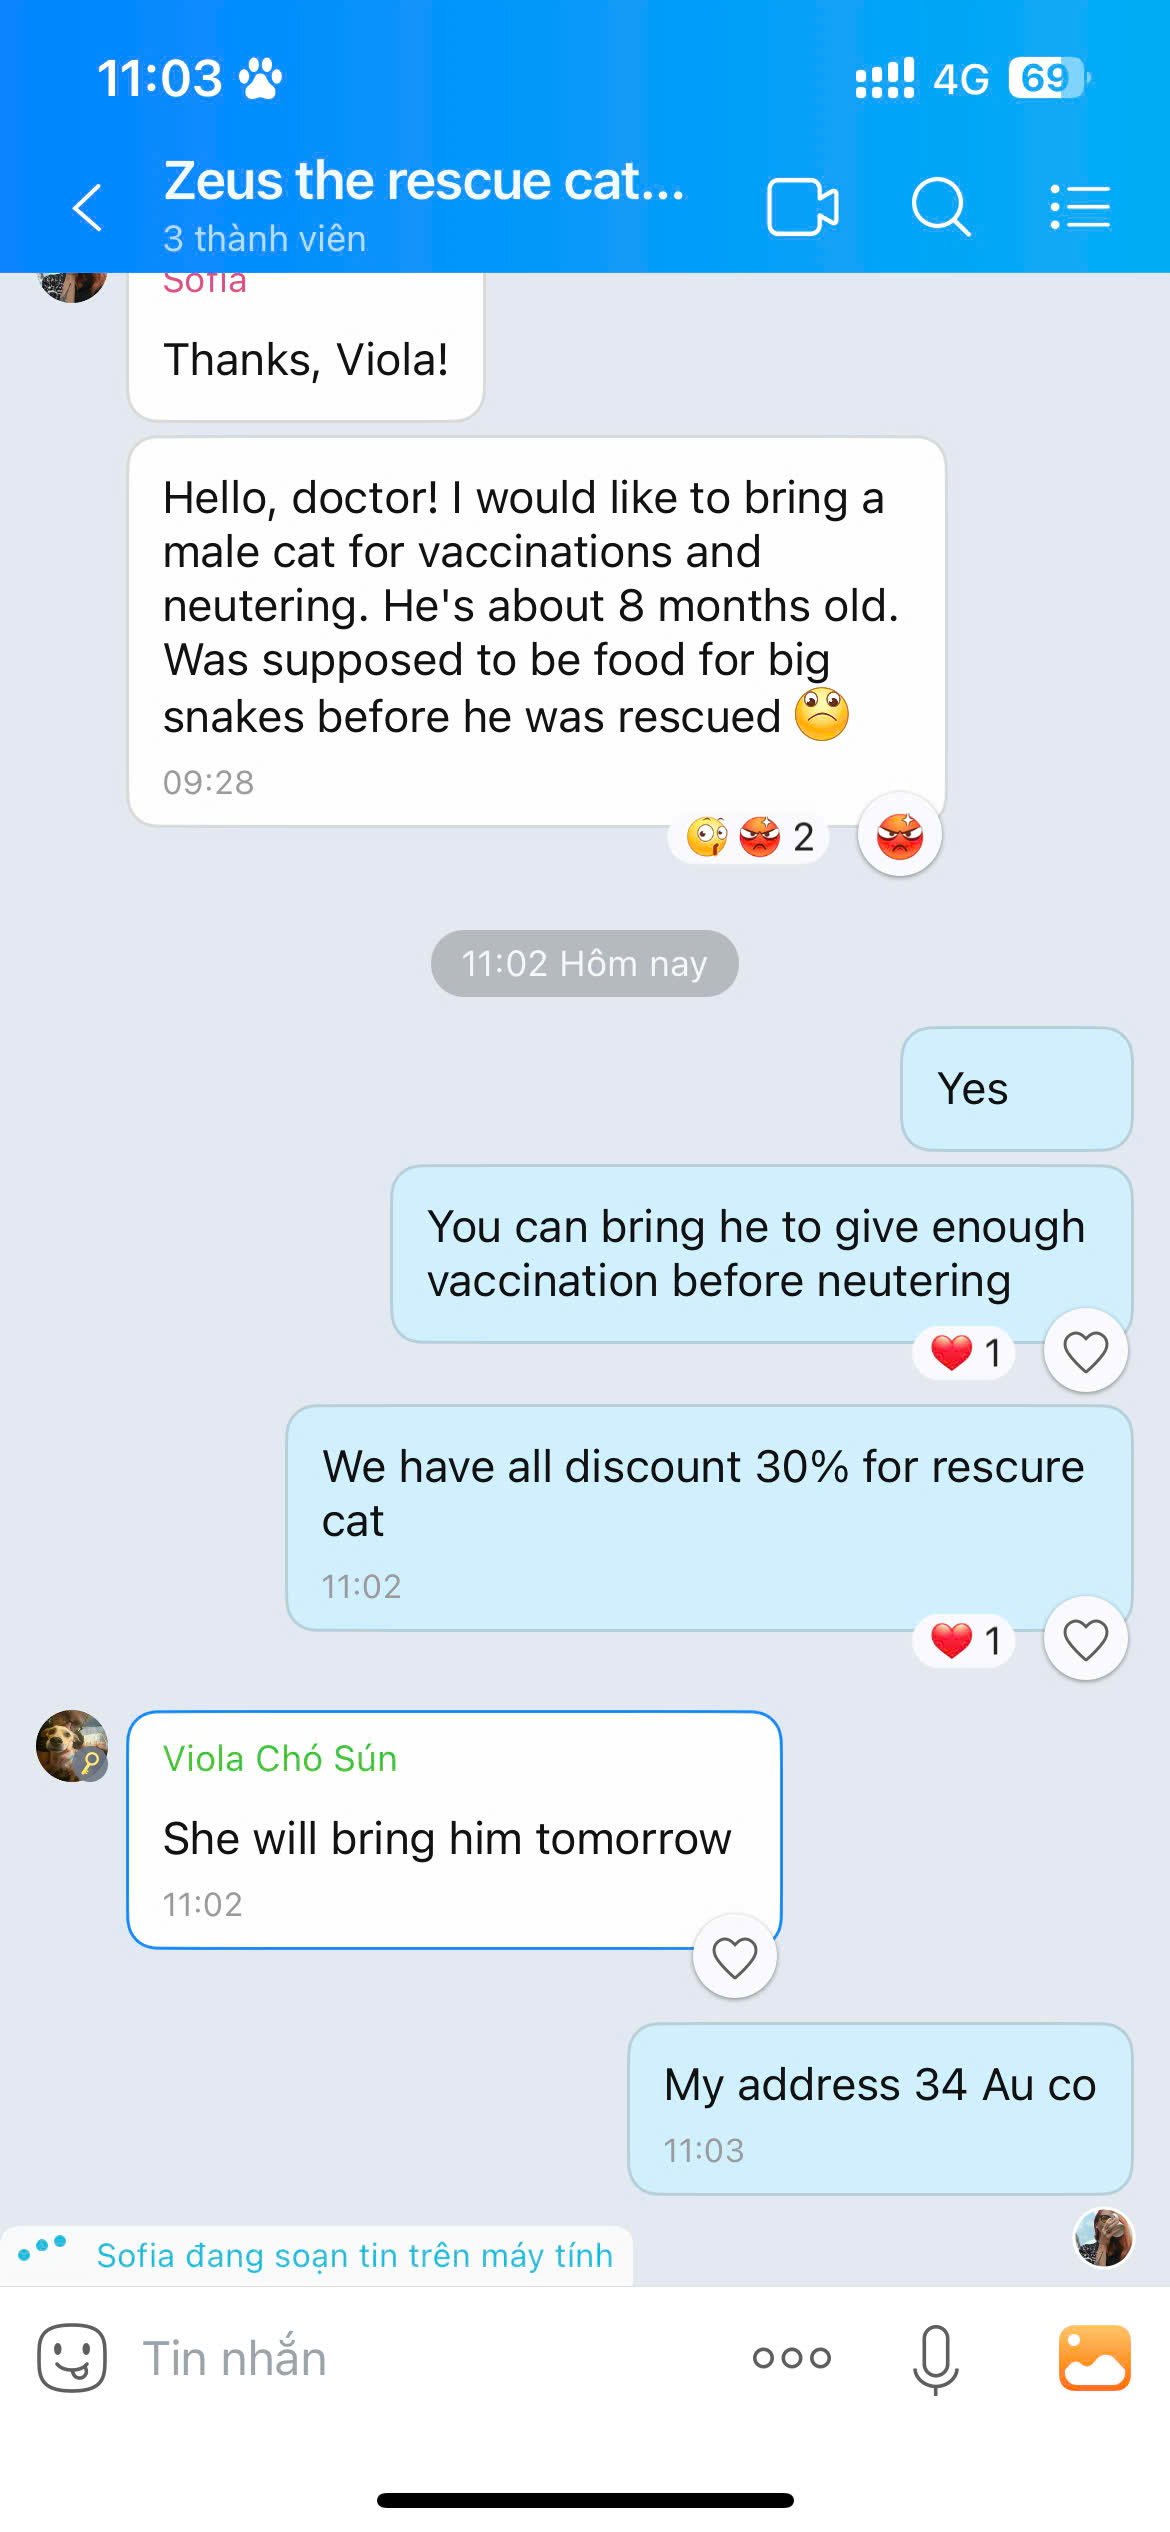 11:03
4G
69
Zeus the rescue cat...
3 thành viên
Sofia
Thanks, Viola!
Hello, doctor! I would like to bring a
male cat for vaccinations and
neutering. He's about 8 months old.
Was supposed to be food for big
snakes before he was rescued
09:28
2
11:02 Hôm nay
Yes
You can bring he to give enough
vaccination before neutering
1
We have all discount 30% for rescure
cat
11:02
1
Viola Chó Sún
She will bring him tomorrow
11:02
My address 34 Au co
11:03
Sofia đang soạn tin trên máy tính
Tin nhắn